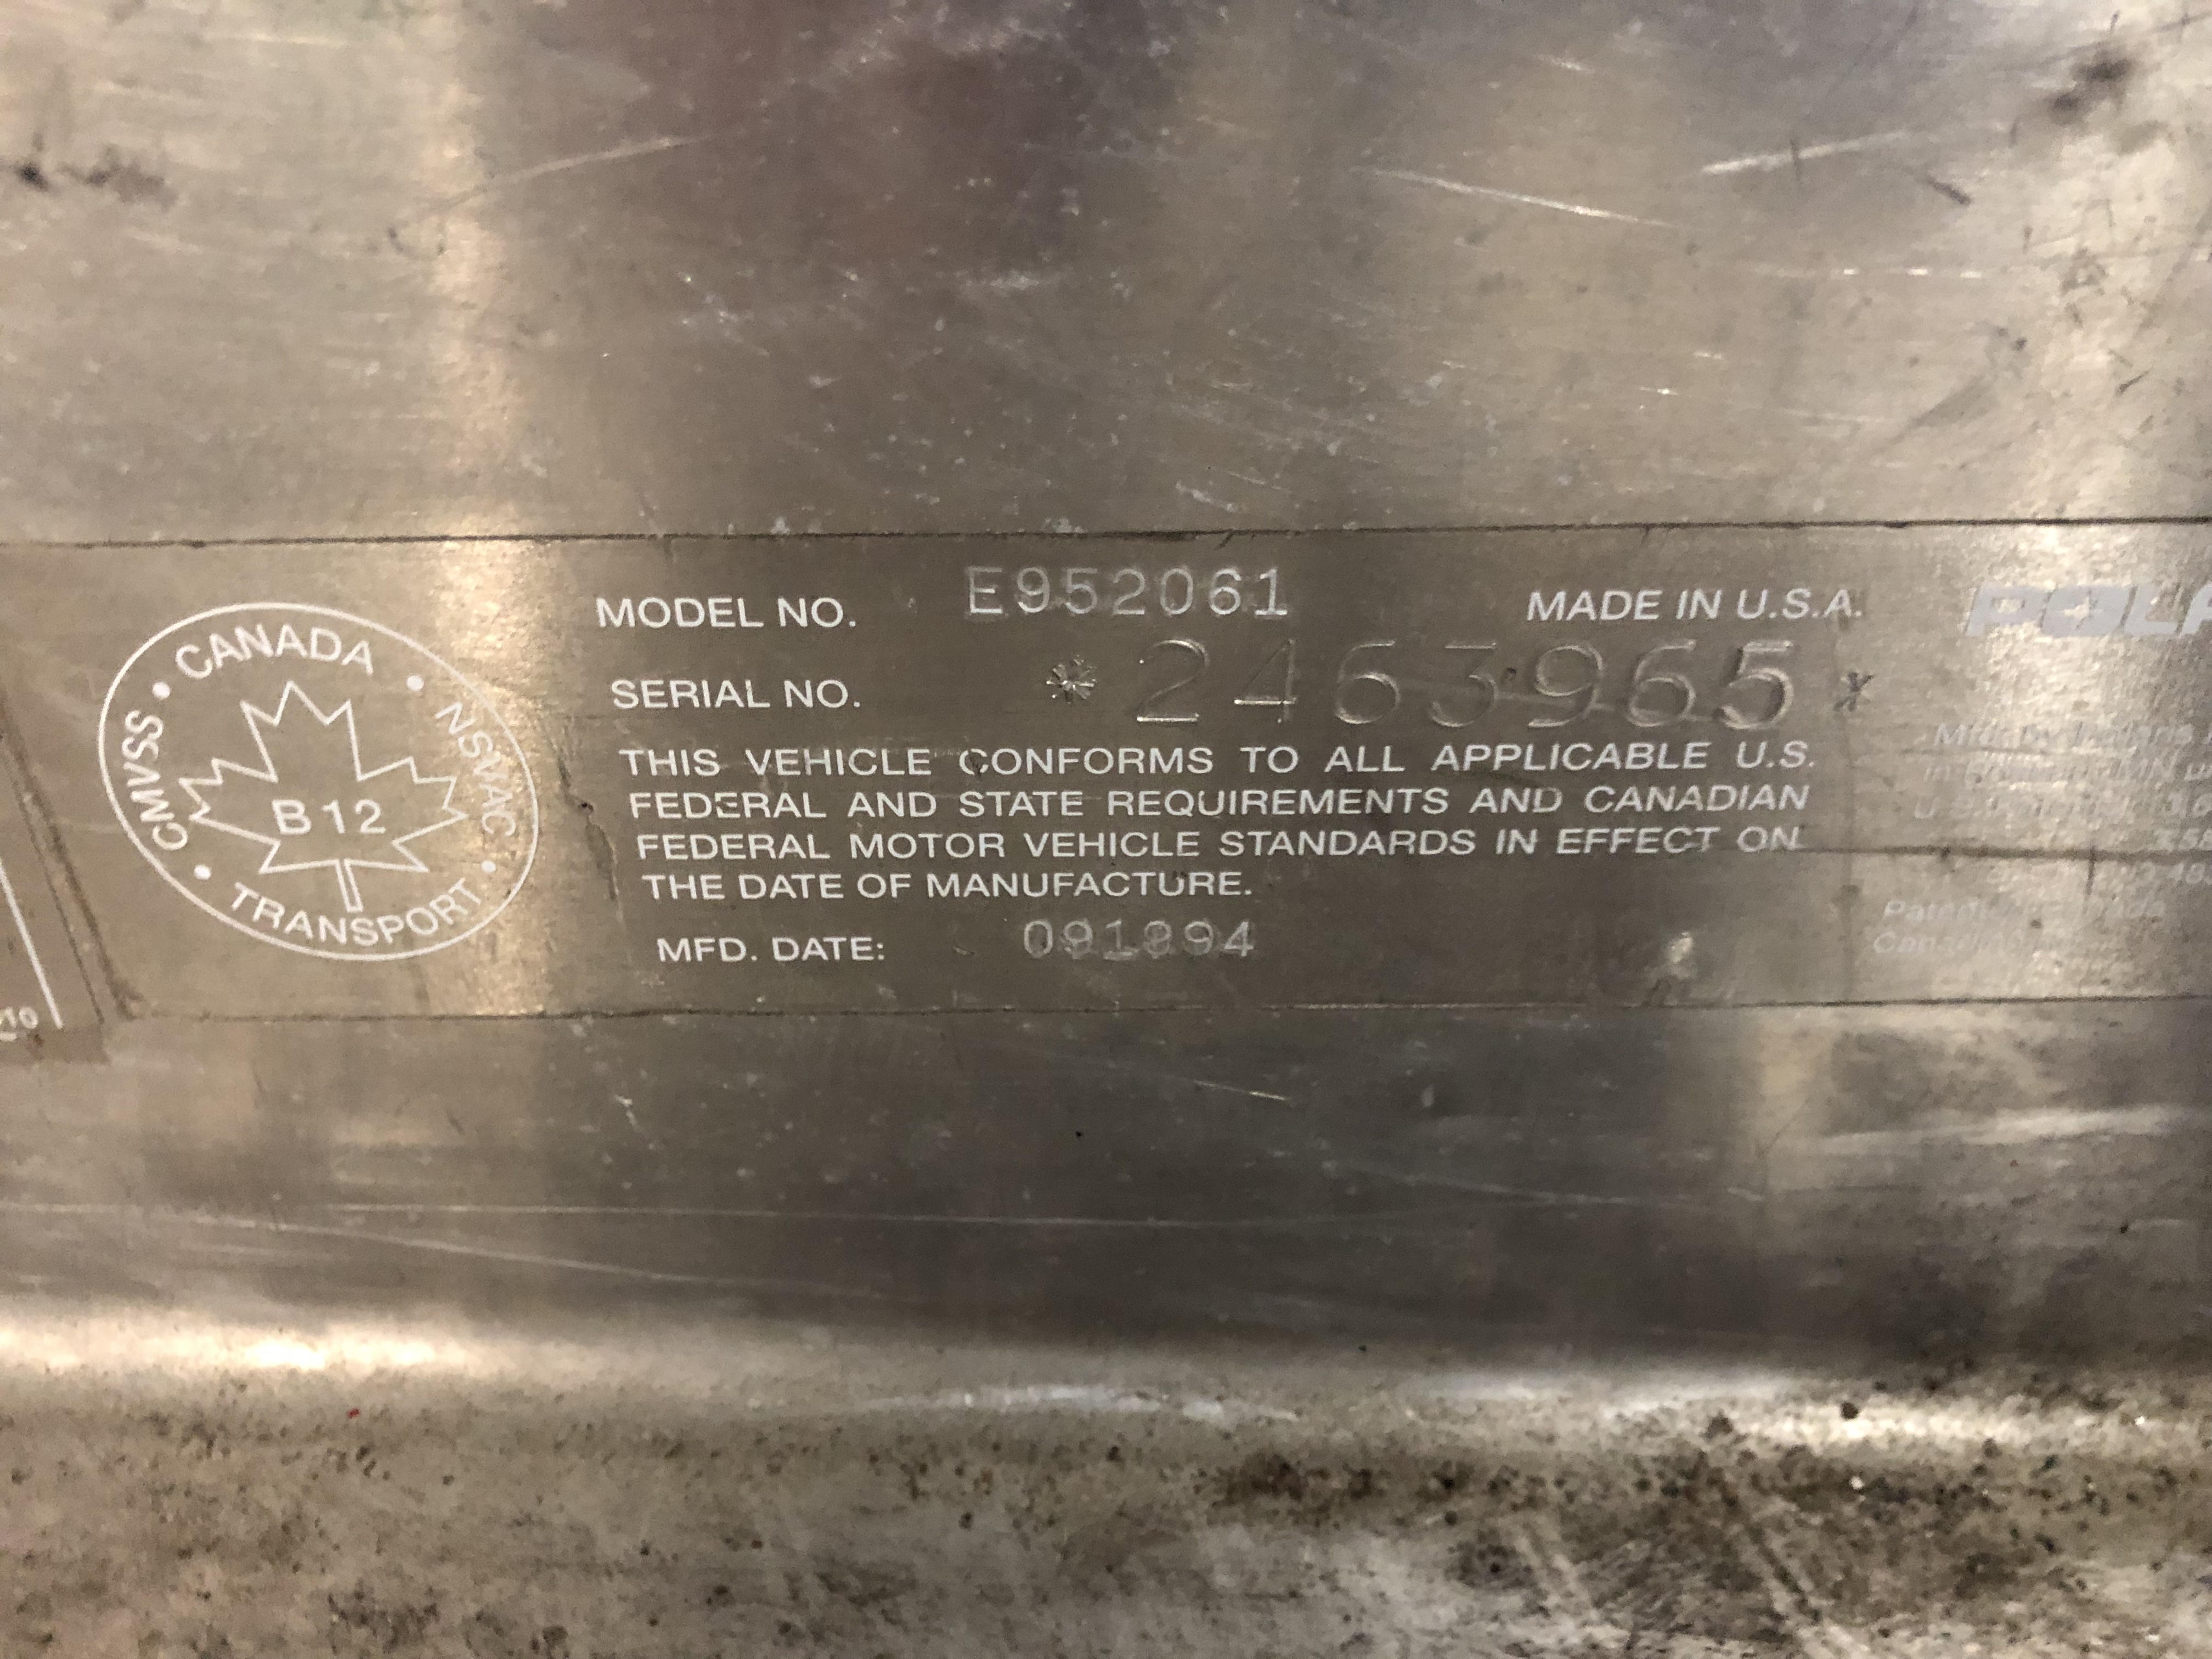 CANADA
CMVSS
NSVAC
B12
TRANSPORT
MODEL NO. E952061
MADE IN U.S.A.
SERIAL NO. * 2463965 *
THIS VEHICLE CONFORMS TO ALL APPLICABLE U.S.
FEDERAL AND STATE REQUIREMENTS AND CANADIAN
FEDERAL MOTOR VEHICLE STANDARDS IN EFFECT ON
THE DATE OF MANUFACTURE.
MFD. DATE: